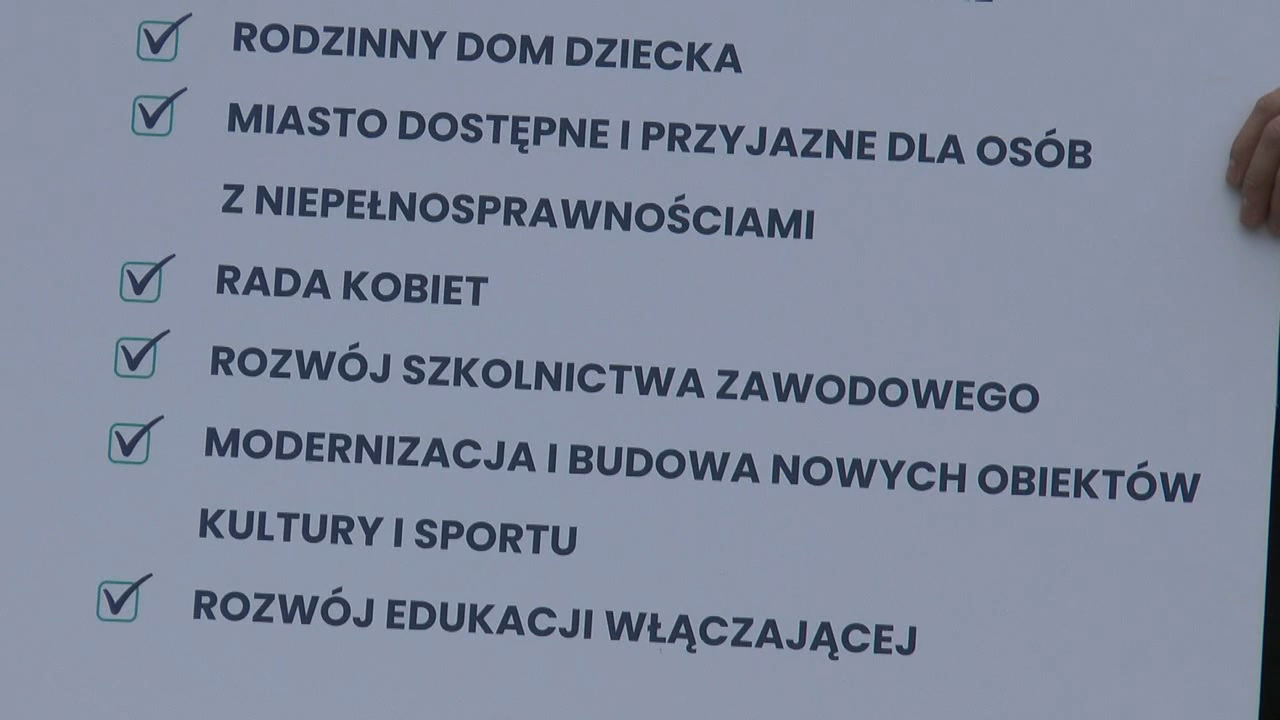 RODZINNY DOM DZIECKA
MIASTO DOSTĘPNE I PRZYJAZNE DLA OSÓB
Z NIEPEŁNOSPRAWNOŚCIAMI
RADA KOBIET
ROZWÓJ SZKOLNICTWA ZAWODOWEGO
MODERNIZACJA I BUDOWA NOWYCH OBIEKTÓW
KULTURY I SPORTU
ROZWÓJ EDUKACJI WŁĄCZAJĄCEJ